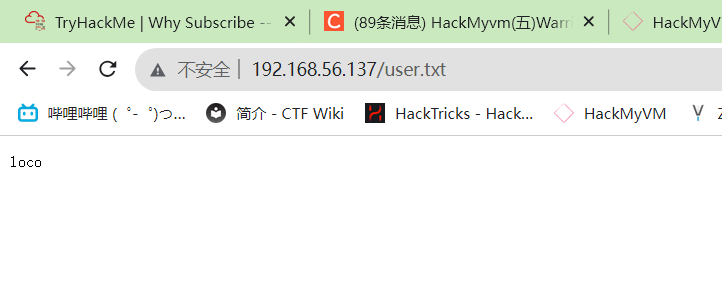 TryHackMe | Why Subscribe --
(89条消息) HackMyvm(五)Warri
HackMyV
不安全 | 192.168.56.137/user.txt
哔哩哔哩 ( ゜- ゜)つ... 简介 - CTF Wiki HackTricks - Hack... HackMyVM
loco